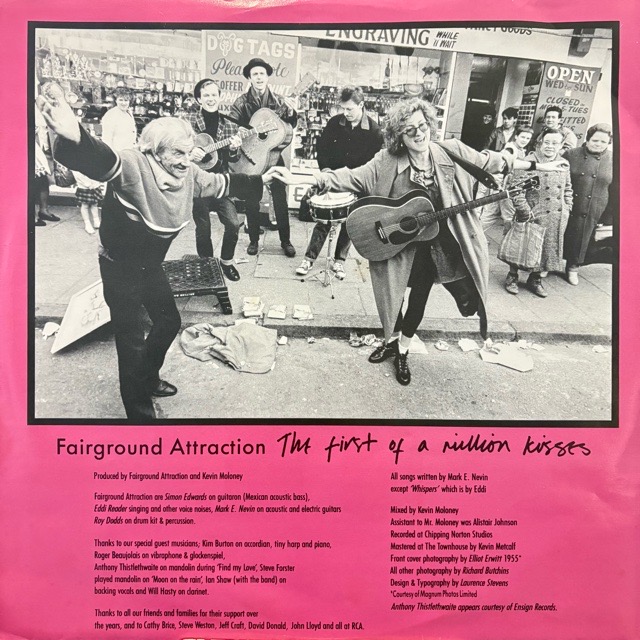 ENGRAVING WHILE U WAIT
DOG TAGS
OFFER
OPEN
WED
SUN
CLOSED
TUES
Fairground Attraction The first of a million kisses
Produced by Fairground Attraction and Kevin Moloney
Fairground Attraction are Simon Edwards on guitaron (Mexican acoustic bass),
Eddi Reader singing and other voice noises, Mark E. Nevin on acoustic and electric guitars
Roy Dodds on drum kit & percussion.
Thanks to our special guest musicians; Kim Burton on accordian, tiny harp and piano,
Roger Beaujolais on vibraphone & glockenspiel,
Anthony Thistlethwaite on mandolin during 'Find my Love', Steve Forster
played mandolin on 'Moon on the rain', Ian Shaw (with the band) on
backing vocals and Will Hasty on clarinet.
Thanks to all our friends and families for their support over
the years, and to Cathy Brice, Steve Weston, Jeff Craft, David Donald, John Lloyd and all at RCA.
All songs written by Mark E. Nevin
except 'Whispers' which is by Eddi
Mixed by Kevin Moloney
Assistant to Mr. Moloney was Alistair Johnson
Recorded at Chipping Norton Studios
Mastered at The Townhouse by Kevin Metcalf
Front cover photography by Elliot Erwitt 1955*
All other photography by Richard Butchins
Design & Typography by Laurence Stevens
*Courtesy of Magnum Photos Limited
Anthony Thistlethwaite appears courtesy of Ensign Records.